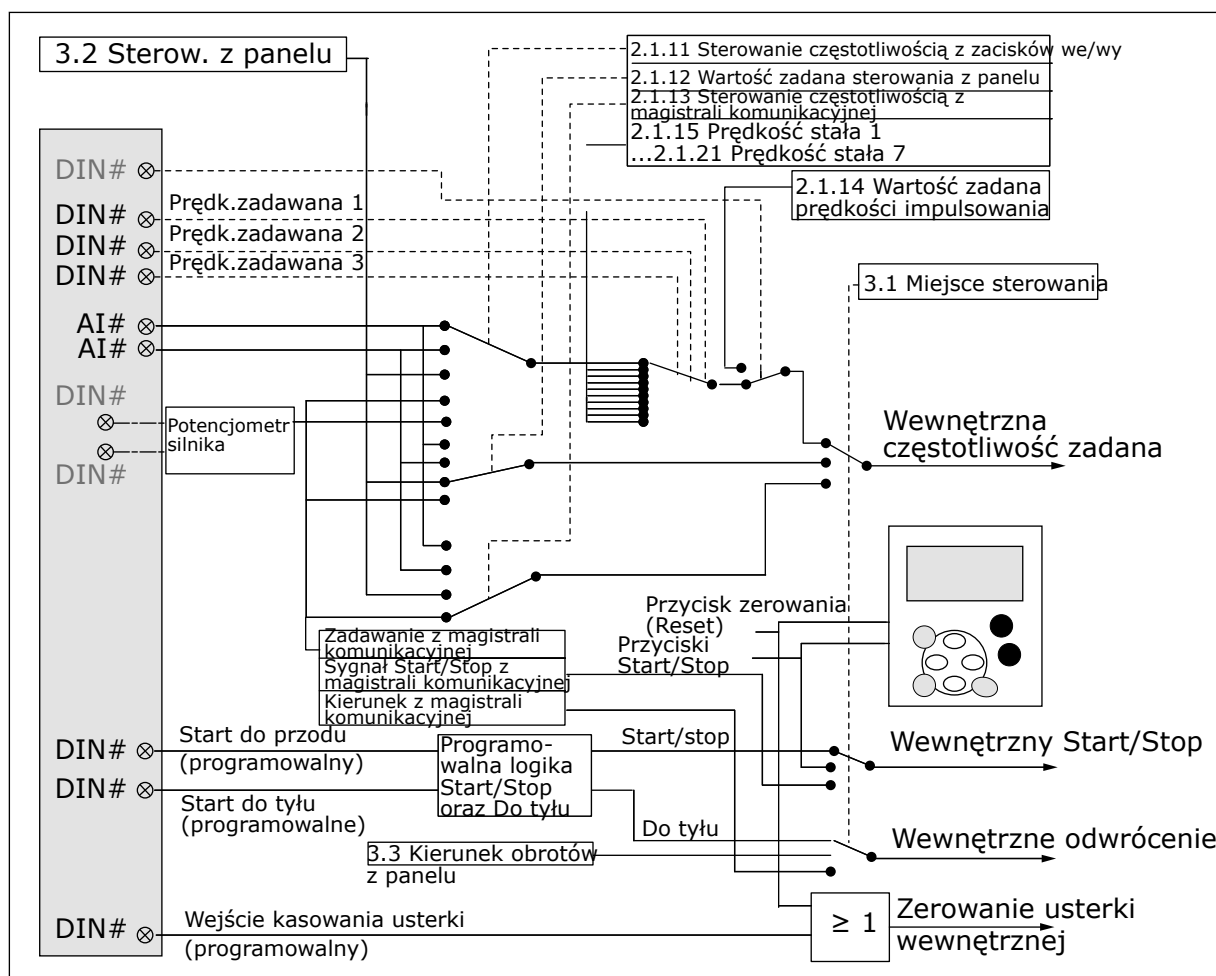 3.2 Sterow. z panelu
2.1.11 Sterowanie częstotliwością z zacisków we/wy
2.1.12 Wartość zadana sterowania z panelu
2.1.13 Sterowanie częstotliwością z
magistrali komunikacyjnej
2.1.15 Prędkość stała 1
...2.1.21 Prędkość stała 7
2.1.14 Wartość zadana
prędkości impulsowania
3.1 Miejsce sterowania
DIN#
DIN#
Prędk.zadawana 1
DIN#
Prędk.zadawana 2
DIN#
Prędk.zadawana 3
AI#
AI#
DIN#
Potencjometr
silnika
DIN#
Wewnętrzna
częstotliwość zadana
Przycisk zerowania
(Reset)
Przyciski
Start/Stop
Zadawanie z magistrali
komunikacyjnej
Sygnał Start/Stop z
magistrali komunikacyjnej
Kierunek z magistrali
komunikacyjnej
DIN#
Start do przodu
(programowalny)
DIN#
Start do tyłu
(programowalne)
Programo-
walna logika
Start/Stop
oraz Do tyłu
Start/stop
Wewnętrzny Start/Stop
Do tyłu
Wewnętrzne odwrócenie
3.3 Kierunek obrotów
z panelu
DIN#
Wejście kasowania usterki
(programowalny)
≥ 1
Zerowanie usterki
wewnętrznej